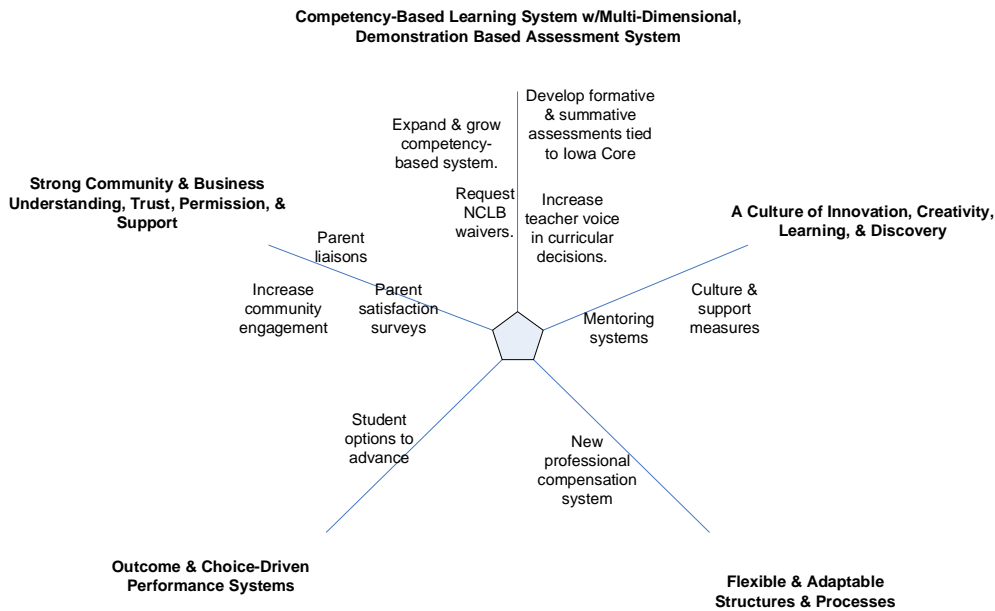 Competency-Based Learning System w/Multi-Dimensional,
Demonstration Based Assessment System
Develop formative
& summative
assessments tied
to Iowa Core
Expand & grow
competency-
based system.
Request
NCLB
waivers.
Increase
teacher voice
in curricular
decisions.
Strong Community & Business
Understanding, Trust, Permission, &
Support
Parent
liaisons
Increase
community
engagement
Parent
satisfaction
surveys
A Culture of Innovation, Creativity,
Learning, & Discovery
Mentoring
systems
Culture &
support
measures
Student
options to
advance
New
professional
compensation
system
Outcome & Choice-Driven
Performance Systems
Flexible & Adaptable
Structures & Processes